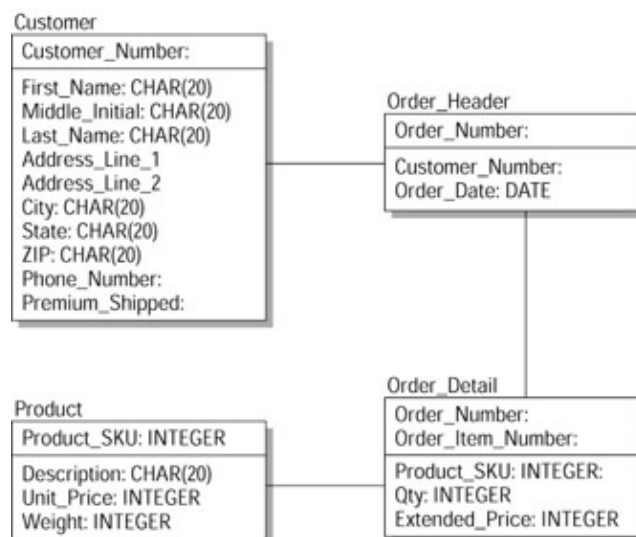 Customer
Customer_Number:
First_Name: CHAR(20)
Middle_Initial: CHAR(20)
Last_Name: CHAR(20)
Address_Line_1
Address_Line_2
City: CHAR(20)
State: CHAR(20)
ZIP: CHAR(20)
Phone_Number:
Premium_Shipped:
Order_Header
Order_Number:
Customer_Number:
Order_Date: DATE
Product
Product_SKU: INTEGER
Description: CHAR(20)
Unit_Price: INTEGER
Weight: INTEGER
Order_Detail
Order_Number:
Order_Item_Number:
Product_SKU: INTEGER:
Qty: INTEGER
Extended_Price: INTEGER